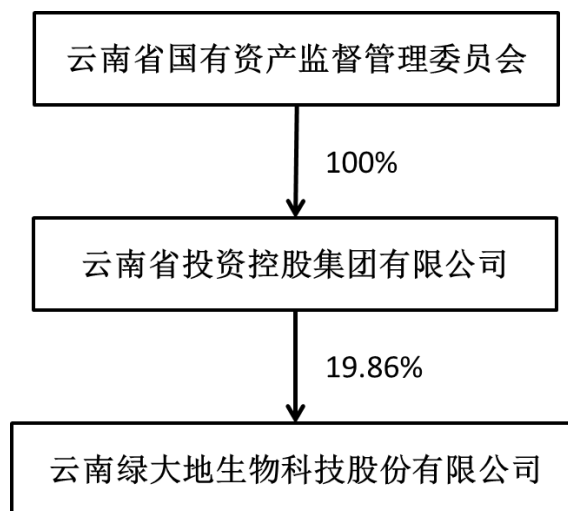 云南省国有资产监督管理委员会
100%
云南省投资控股集团有限公司
19.86%
云南绿大地生物科技股份有限公司